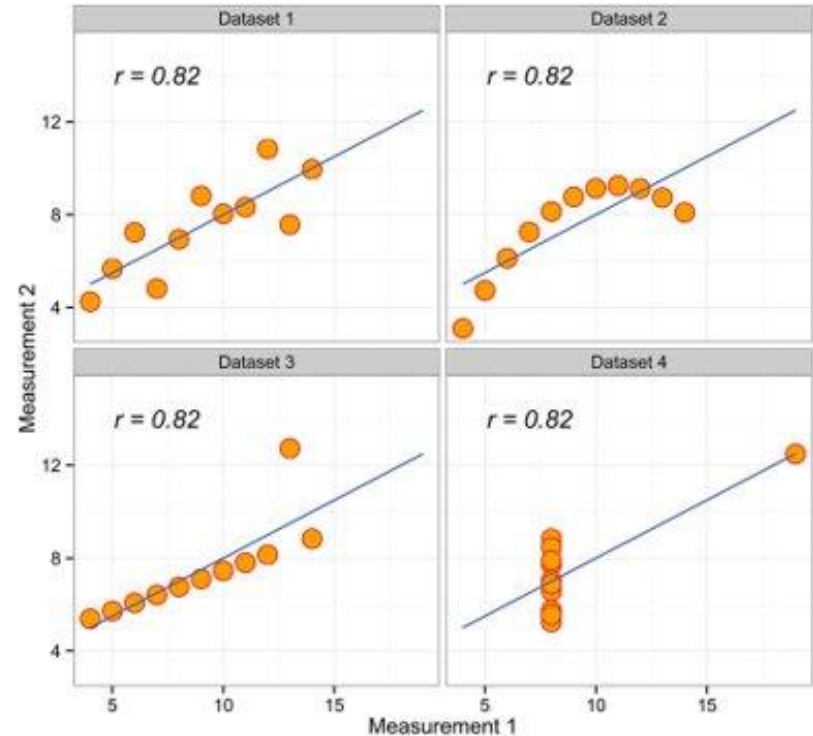 Dataset 1
Dataset 2
r = 0.82
r = 0.82
12
8
4
Measurement 2
Dataset 3
Dataset 4
r = 0.82
r = 0.82
12
8
4
5
10
15
5
10
15
Measurement 1